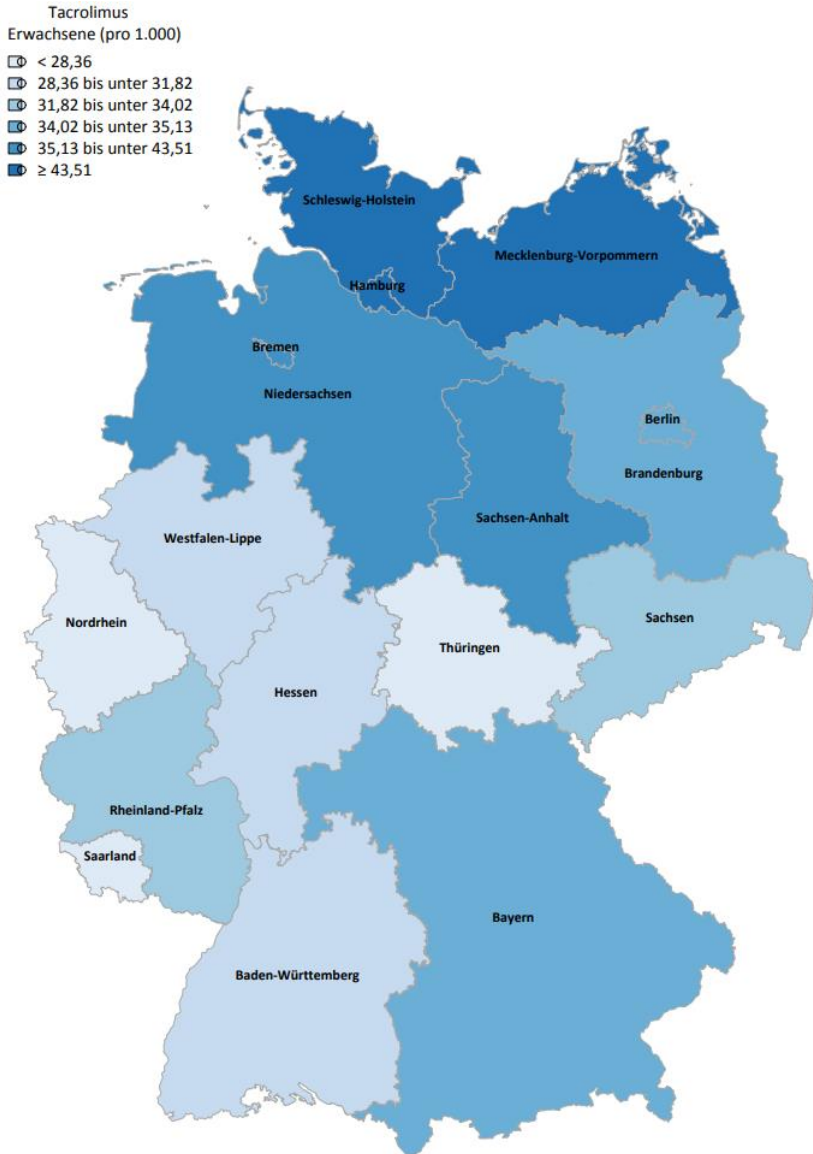 Tacrolimus
Erwachsene (pro 1.000)
< 28,36
28,36 bis unter 31,82
31,82 bis unter 34,02
34,02 bis unter 35,13
35,13 bis unter 43,51
≥ 43,51
Schleswig-Holstein
Mecklenburg-Vorpommern
Hamburg
Bremen
Niedersachsen
Berlin
Brandenburg
Sachsen-Anhalt
Westfalen-Lippe
Nordrhein
Sachsen
Thüringen
Hessen
Rheinland-Pfalz
Saarland
Bayern
Baden-Württemberg